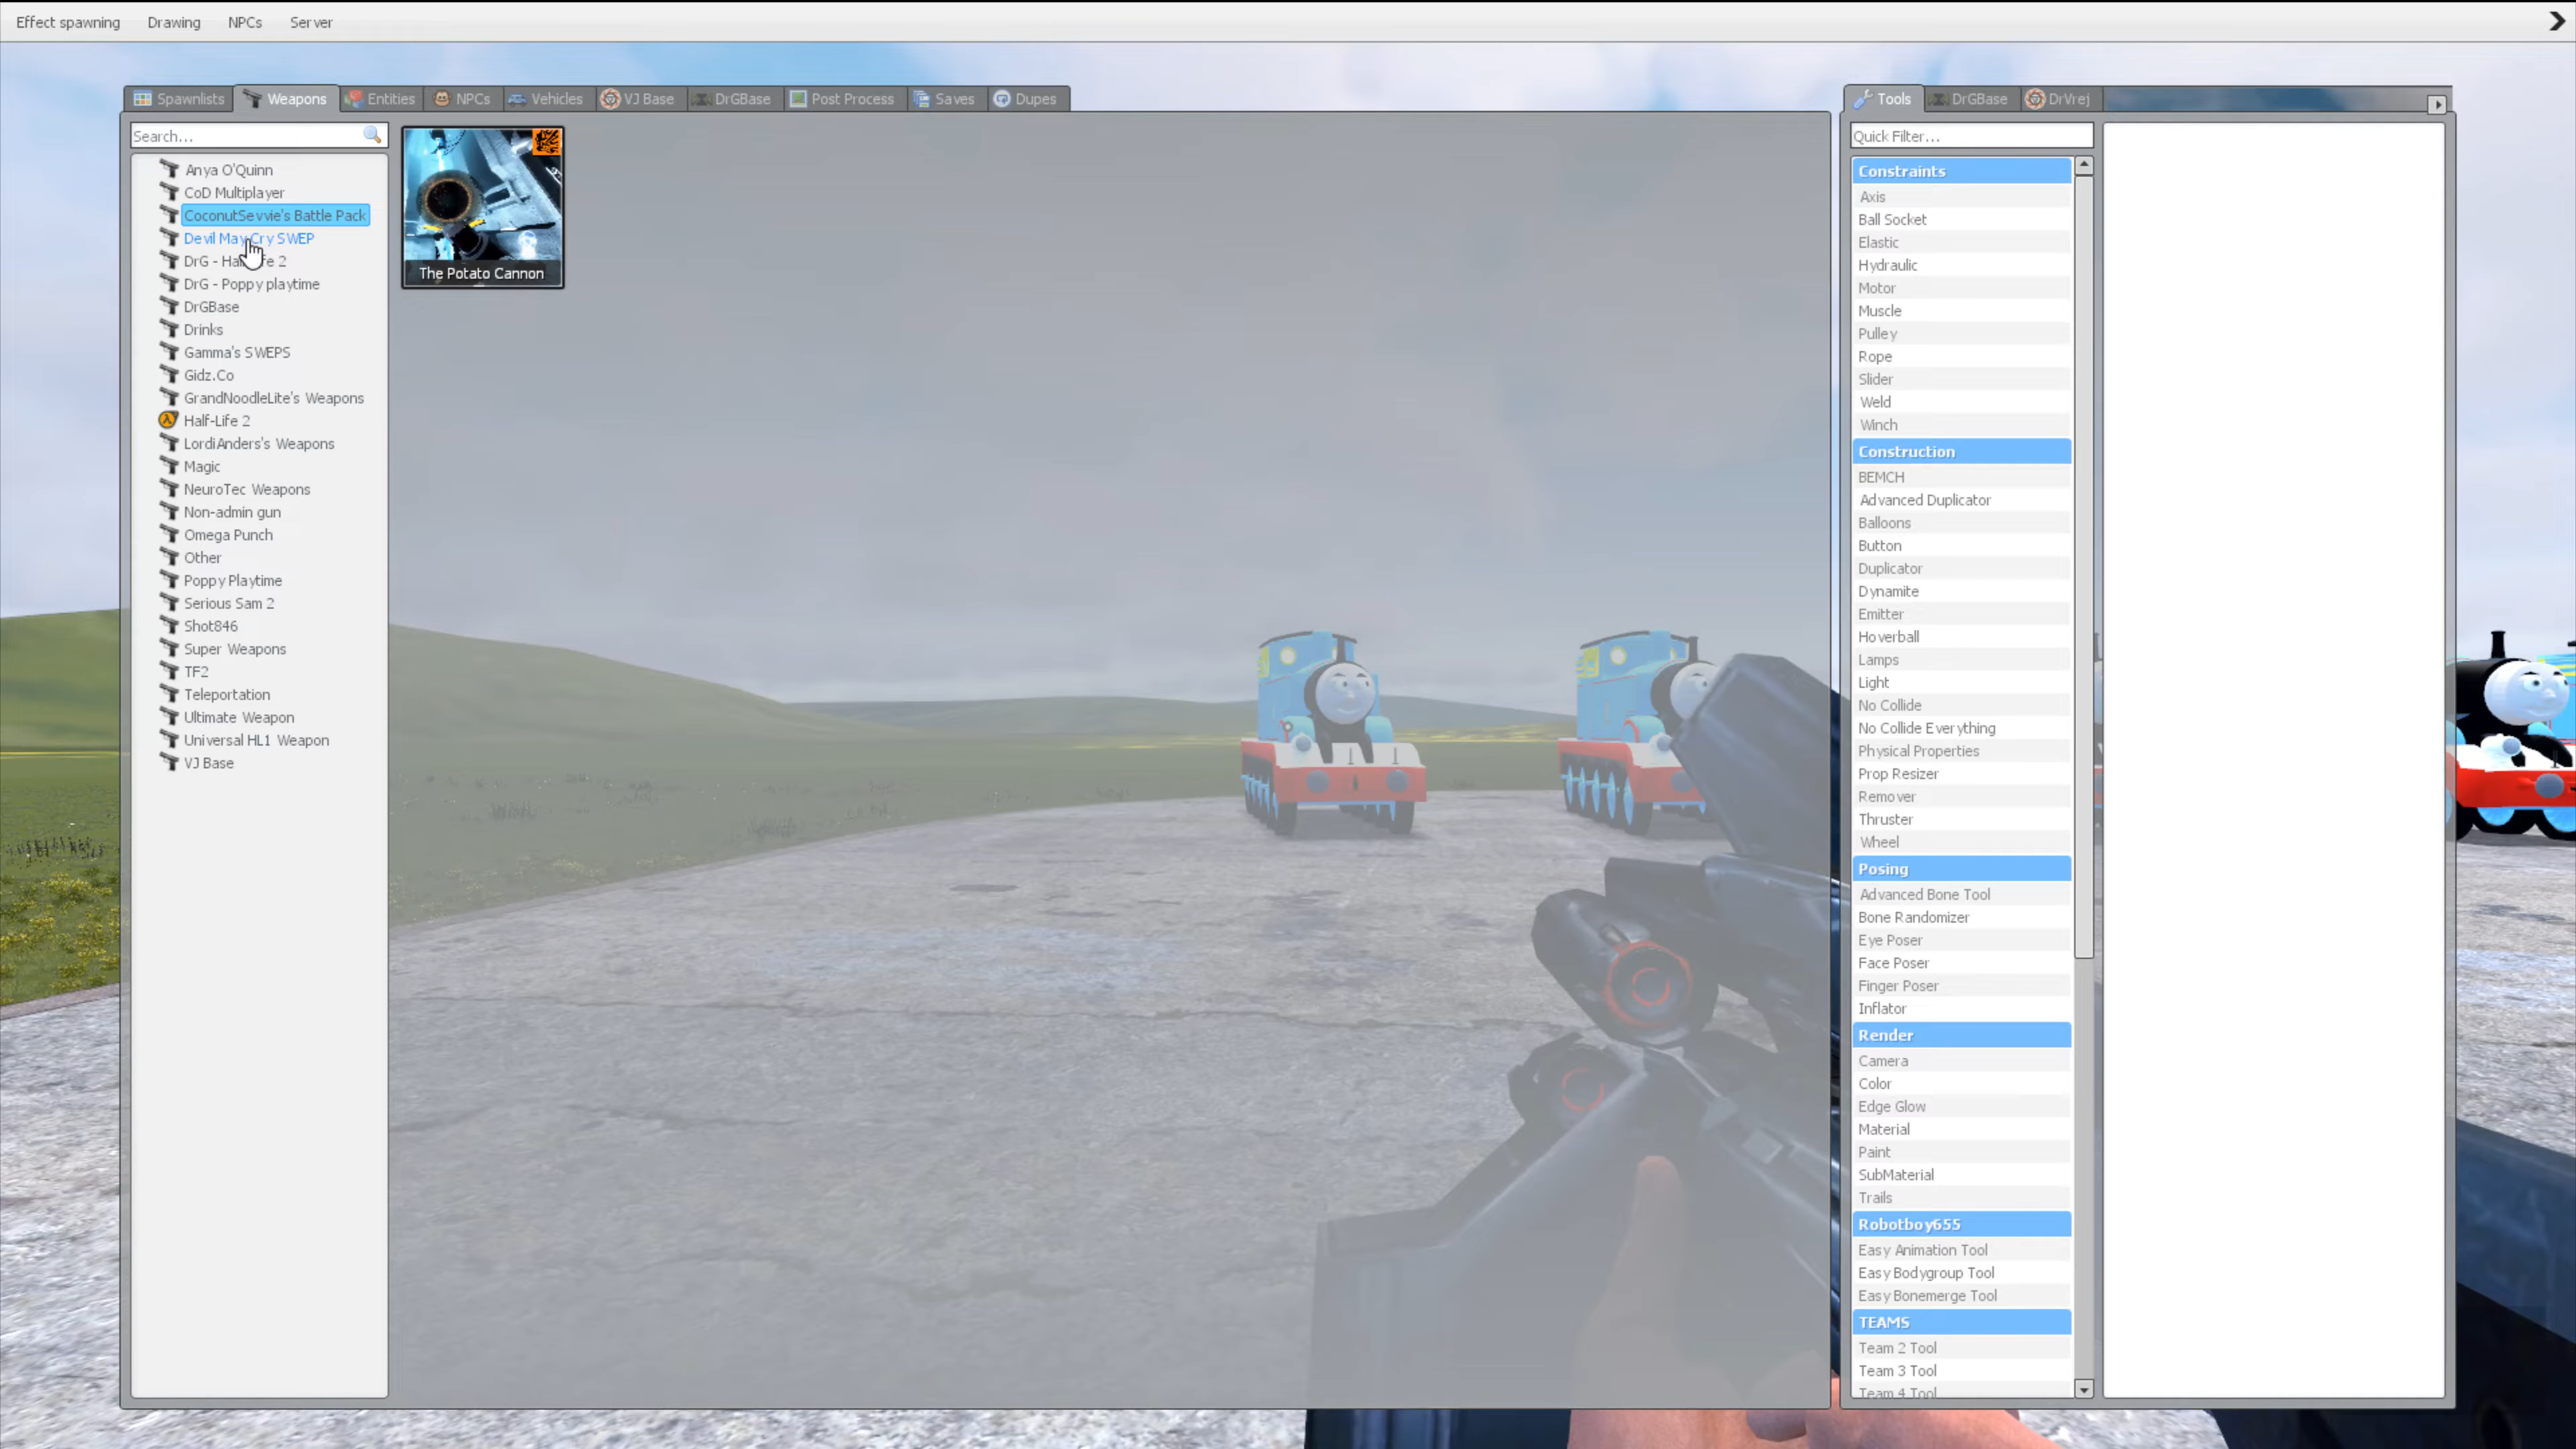 Effect spawning Drawing NPCs Server
Spawnlists Weapons Entities NPCs Vehicles VJ Base DrGBase Post Process Saves Dupes
Search...
Anya O'Quinn
CoD Multiplayer
CoconutSevvie's Battle Pack
Devil May Cry SWEP
DrG - Half-Life 2
DrG - Poppy playtime
DrGBase
Drinks
Gamma's SWEPS
Gidz.Co
GrandNoodleLite's Weapons
Half-Life 2
LordiAnders's Weapons
Magic
NeuroTec Weapons
Non-admin gun
Omega Punch
Other
Poppy Playtime
Serious Sam 2
Shot846
Super Weapons
TF2
Teleportation
Ultimate Weapon
Universal HL1 Weapon
VJ Base
The Potato Cannon
Tools DrGBase DrVrej
Quick Filter...
Constraints
Axis
Ball Socket
Elastic
Hydraulic
Motor
Muscle
Pulley
Rope
Slider
Weld
Winch
Construction
BEMCH
Advanced Duplicator
Balloons
Button
Duplicator
Dynamite
Emitter
Hoverball
Lamps
Light
No Collide
No Collide Everything
Physical Properties
Prop Resizer
Remover
Thruster
Wheel
Posing
Advanced Bone Tool
Bone Randomizer
Eye Poser
Face Poser
Finger Poser
Inflator
Render
Camera
Color
Edge Glow
Material
Paint
SubMaterial
Trails
Robotboy655
Easy Animation Tool
Easy Bodygroup Tool
Easy Bonemerge Tool
TEAMS
Team 2 Tool
Team 3 Tool
Team 4 Tool